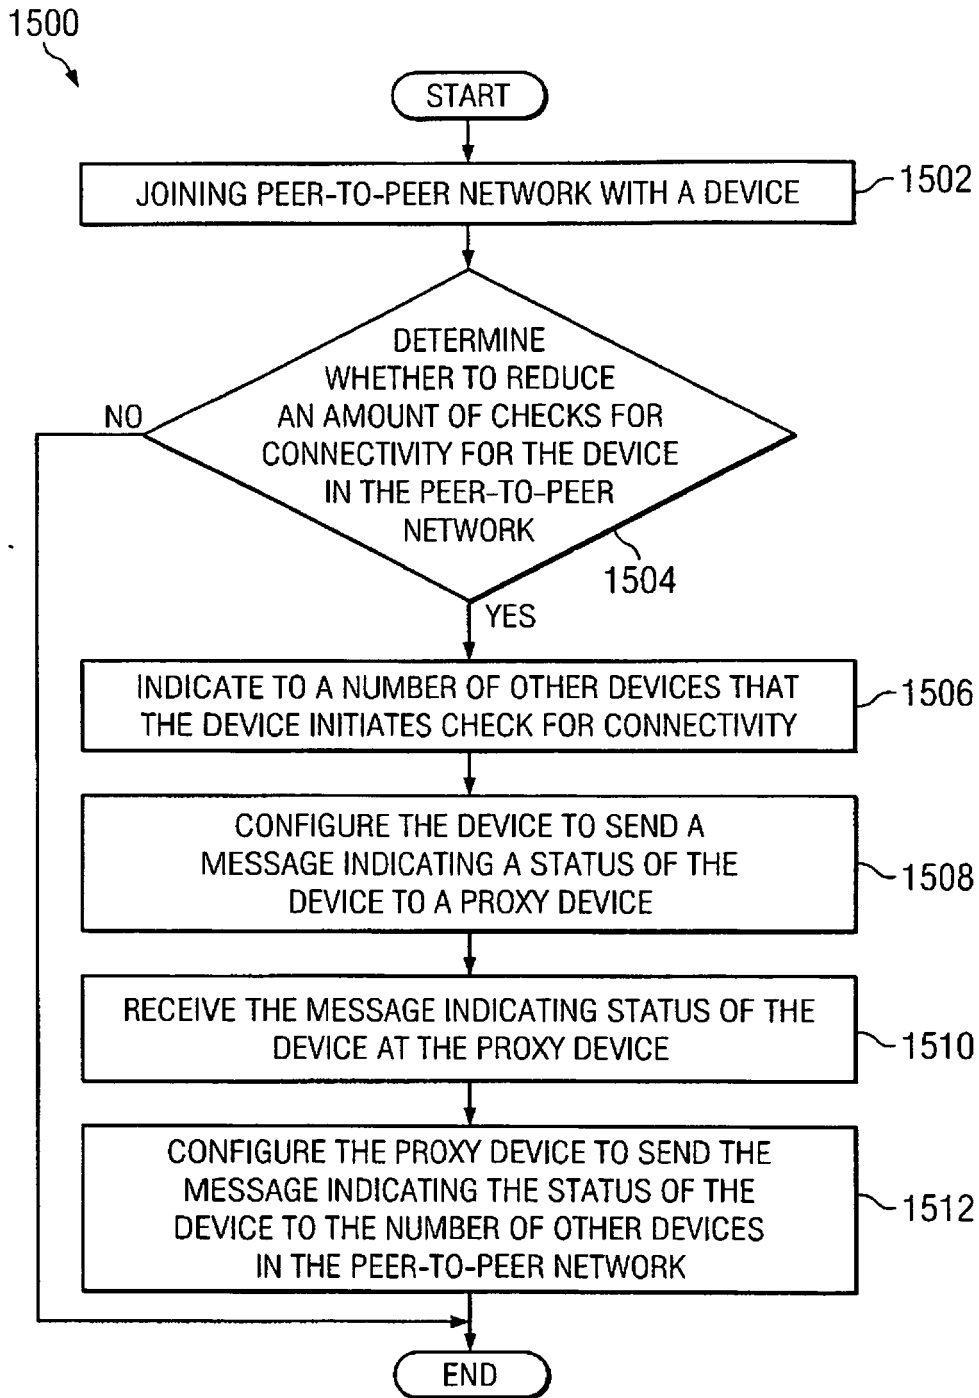 1500
START
JOINING PEER-TO-PEER NETWORK WITH A DEVICE
1502
DETERMINE
WHETHER TO REDUCE
AN AMOUNT OF CHECKS FOR
CONNECTIVITY FOR THE DEVICE
IN THE PEER-TO-PEER
NETWORK
NO
1504
YES
INDICATE TO A NUMBER OF OTHER DEVICES THAT
THE DEVICE INITIATES CHECK FOR CONNECTIVITY
1506
CONFIGURE THE DEVICE TO SEND A
MESSAGE INDICATING A STATUS OF THE
DEVICE TO A PROXY DEVICE
1508
RECEIVE THE MESSAGE INDICATING STATUS OF THE
DEVICE AT THE PROXY DEVICE
1510
CONFIGURE THE PROXY DEVICE TO SEND THE
MESSAGE INDICATING THE STATUS OF THE
DEVICE TO THE NUMBER OF OTHER DEVICES
IN THE PEER-TO-PEER NETWORK
1512
END